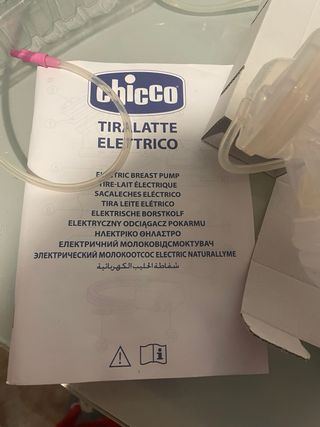 chicco
TIRALATTE
ELETTRICO
ELECTRIC BREAST PUMP
TIRE-LAIT ÉLECTRIQUE
SACALECHES ELÉCTRICO
TIRA LEITE ELÉTRICO
ELEKTRISCHE BORSTKOLF
ELEKTRYCZNY ODCIĄGACZ POKARMU
ΗΛΕΚΤΡΙΚΟ ΘΗΛΑΣΤΡΟ
ЕЛЕКТРИЧНИЙ МОЛОКОВІДСМОКТУВАЧ
ЭЛЕКТРИЧЕСКИЙ МОЛОКООТСОС ELECTRIC NATURALLYME
شفاطة الحليب الكهربائية